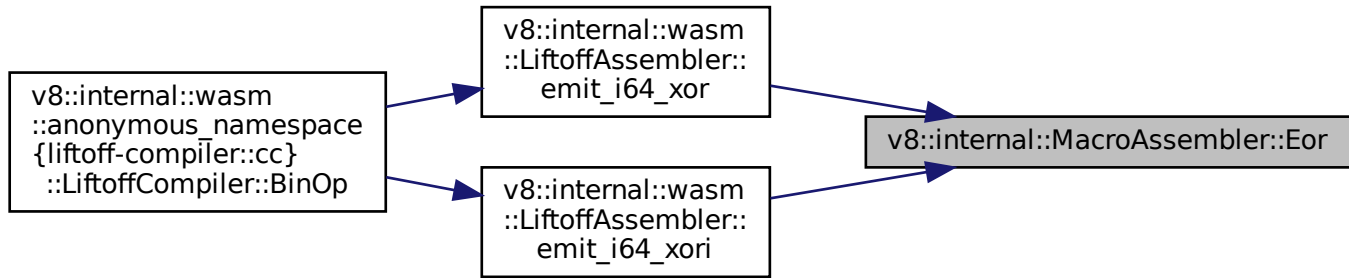 v8::internal::wasm
::anonymous_namespace
{liftoff-compiler::cc}
::LiftoffCompiler::BinOp
v8::internal::wasm
::LiftoffAssembler::
emit_i64_xor
v8::internal::wasm
::LiftoffAssembler::
emit_i64_xori
v8::internal::MacroAssembler::Eor